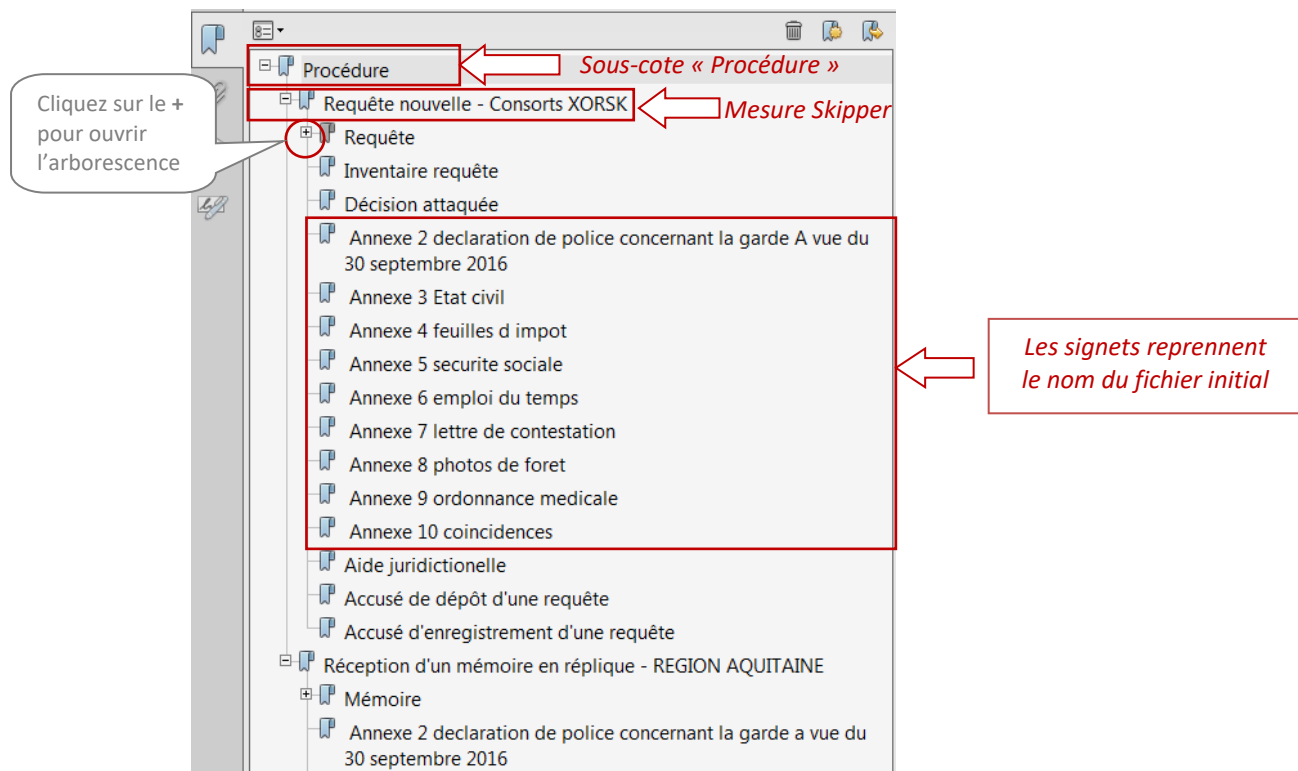 Procédure
Sous-cote « Procédure »
Cliquez sur le +
pour ouvrir
l'arborescence
Requête nouvelle - Consorts XORSK
Mesure Skipper
Requête
Inventaire requête
Décision attaquée
Annexe 2 declaration de police concernant la garde A vue du
30 septembre 2016
Annexe 3 Etat civil
Annexe 4 feuilles d impot
Annexe 5 securite sociale
Annexe 6 emploi du temps
Annexe 7 lettre de contestation
Annexe 8 photos de foret
Annexe 9 ordonnance medicale
Annexe 10 coincidences
Les signets reprennent
le nom du fichier initial
Aide juridictionelle
Accusé de dépôt d'une requête
Accusé d'enregistrement d'une requête
Réception d'un mémoire en réplique - REGION AQUITAINE
Mémoire
Annexe 2 declaration de police concernant la garde a vue du
30 septembre 2016